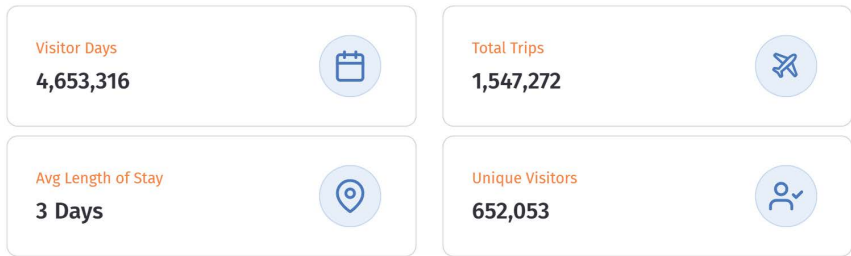 Visitor Days
4,653,316
Total Trips
1,547,272
Avg Length of Stay
3 Days
Unique Visitors
652,053